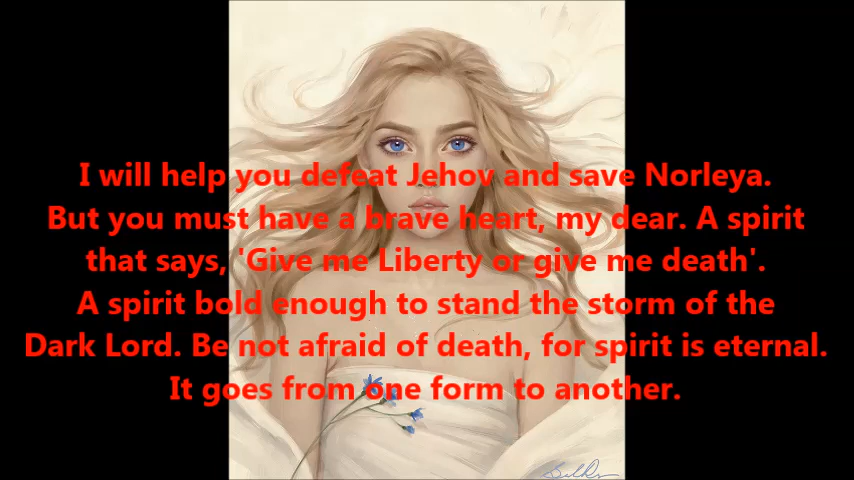 I will help you defeat Jehov and save Norleya.
But you must have a brave heart, my dear. A spirit
that says, 'Give me Liberty or give me death'.
A spirit bold enough to stand the storm of the
Dark Lord. Be not afraid of death, for spirit is eternal.
It goes from one form to another.